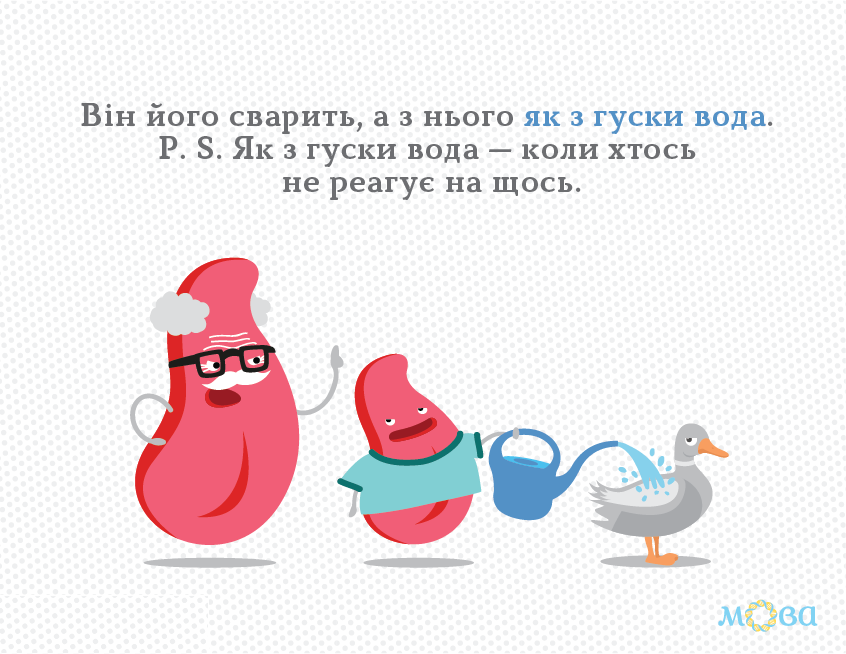 Він його сварить, а з нього як з гуски вода.
P. S. Як з гуски вода — коли хтось
не реагує на щось.
мова